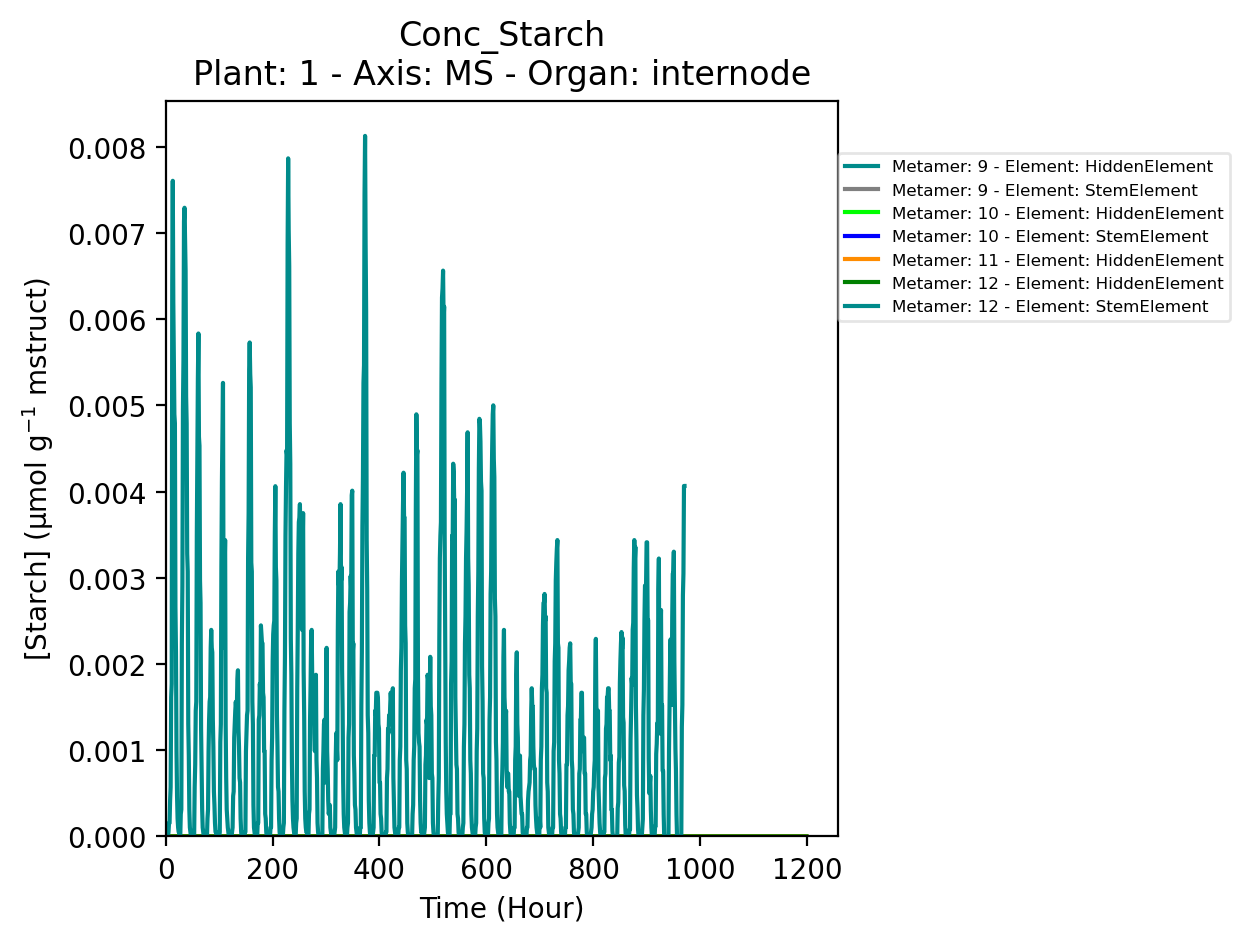 Conc_Starch
Plant: 1 - Axis: MS - Organ: internode
[Starch] (µmol g⁻¹ mstruct)
0.008
0.007
0.006
0.005
0.004
0.003
0.002
0.001
0.000
0
200
400
600
800
1000
1200
Time (Hour)
Metamer: 9 - Element: HiddenElement
Metamer: 9 - Element: StemElement
Metamer: 10 - Element: HiddenElement
Metamer: 10 - Element: StemElement
Metamer: 11 - Element: HiddenElement
Metamer: 12 - Element: HiddenElement
Metamer: 12 - Element: StemElement